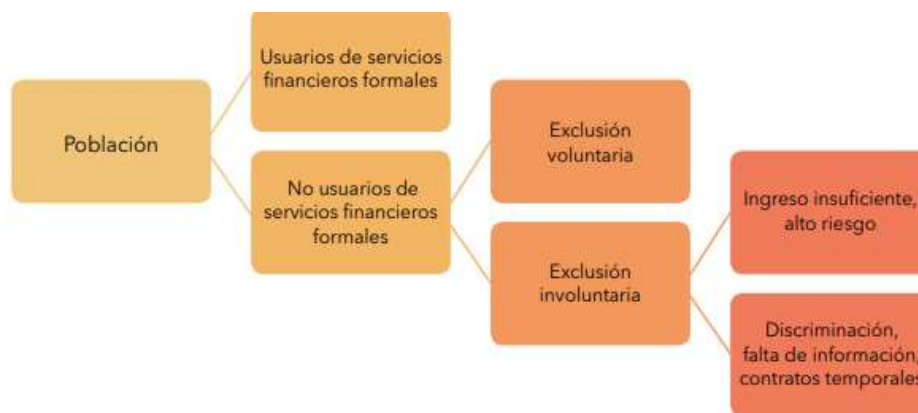 Usuarios de servicios
financieros formales
Población
No usuarios de
servicios financieros
formales
Exclusión
voluntaria
Exclusión
involuntaria
Ingreso insuficiente,
alto riesgo
Discriminación,
falta de información,
contratos temporales